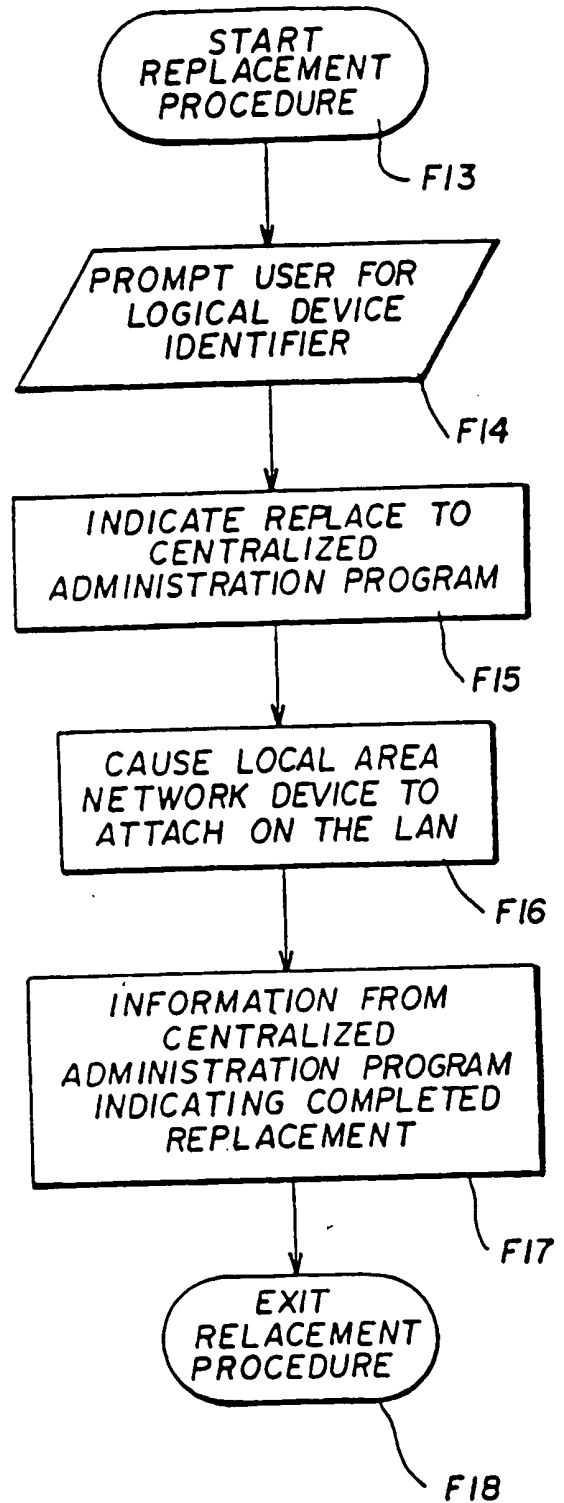 START
REPLACEMENT
PROCEDURE
F13
PROMPT USER FOR
LOGICAL DEVICE
IDENTIFIER
F14
INDICATE REPLACE TO
CENTRALIZED
ADMINISTRATION PROGRAM
F15
CAUSE LOCAL AREA
NETWORK DEVICE TO
ATTACH ON THE LAN
F16
INFORMATION FROM
CENTRALIZED
ADMINISTRATION PROGRAM
INDICATING COMPLETED
REPLACEMENT
F17
EXIT
RELACEMENT
PROCEDURE
F18